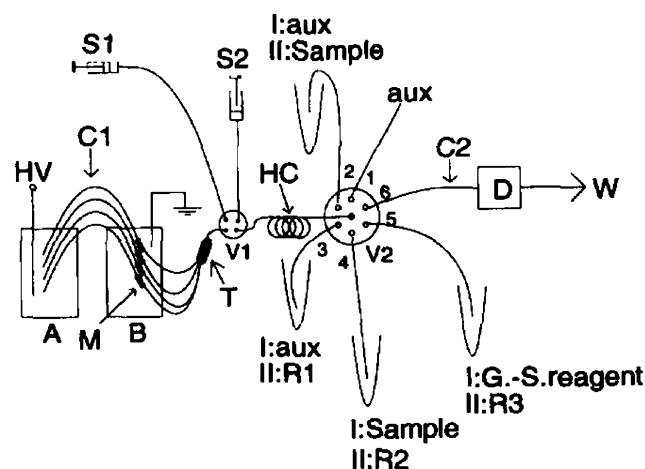 S1
S2
I:aux
II:Sample
aux
C1
C2
HV
HC
2
1
6
D
W
5
V1
3
4
V2
T
A
M
B
I:aux
II:R1
I:G.-S.reagent
II:R3
I:Sample
II:R2